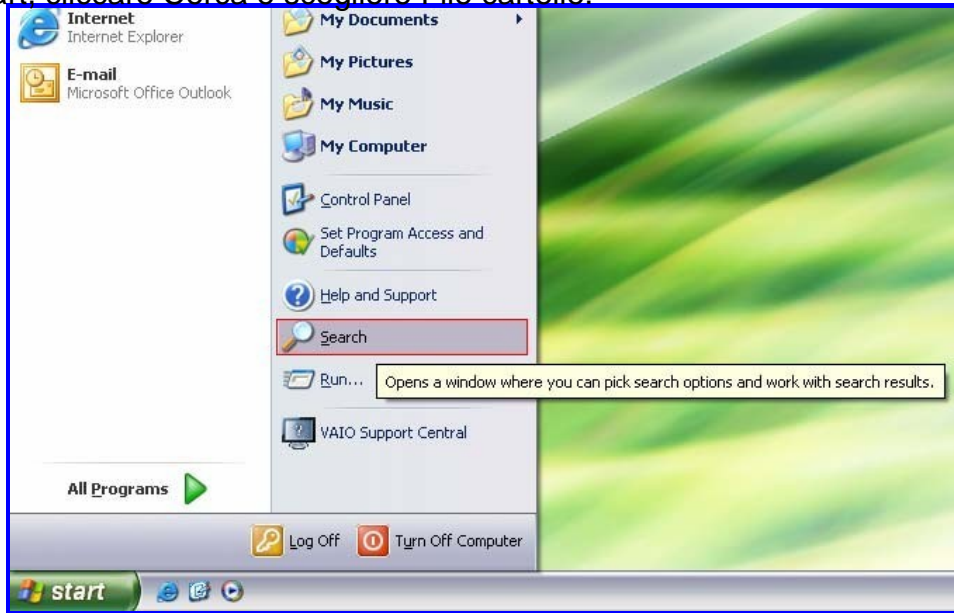 Internet
Internet Explorer
E-mail
Microsoft Office Outlook
All Programs
My Documents
My Pictures
My Music
My Computer
Control Panel
Set Program Access and
Defaults
Help and Support
Search
Run...
Opens a window where you can pick search options and work with search results.
VAIO Support Central
Log Off
Turn Off Computer
start